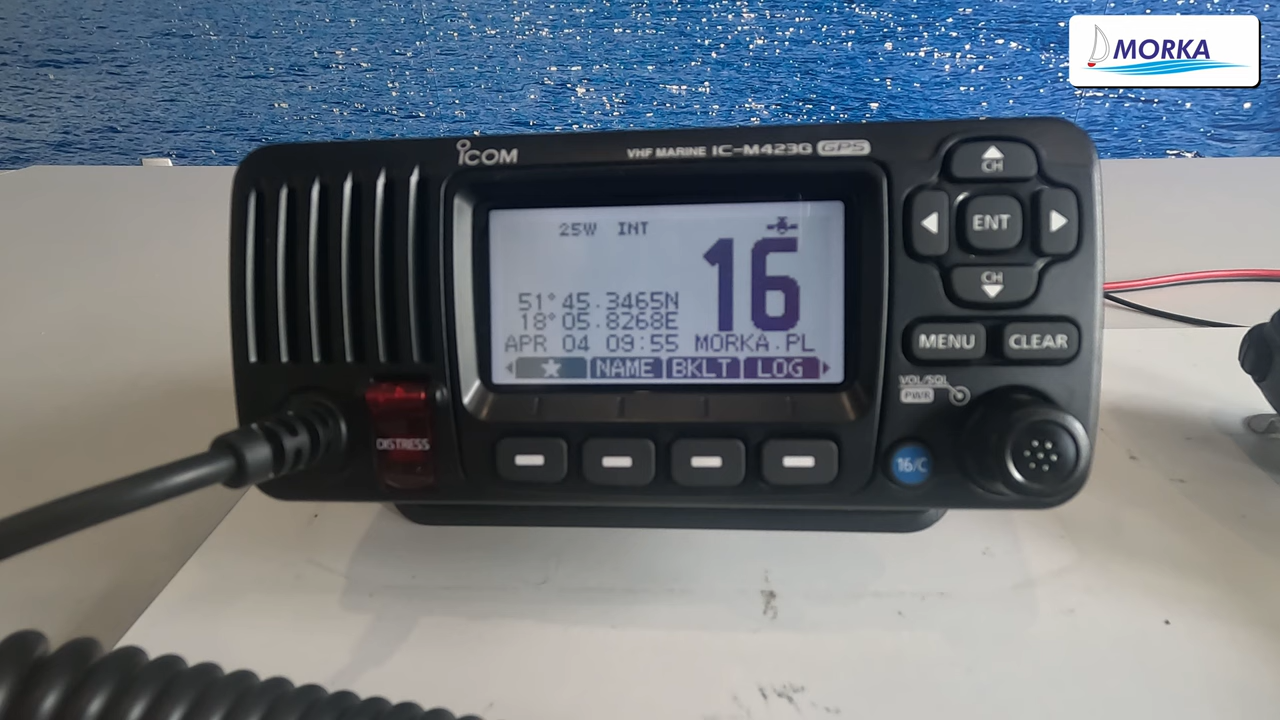 MORKA
ICOM
VHF MARINE IC-M423G GPS
25W INT
16
51°45.3465N
18°05.8268E
APR 04 09:55 MORKA.PL
★ NAME BKLT LOG
CH
ENT
CH
MENU CLEAR
VOL/SQL
PWR
DISTRESS
16/C